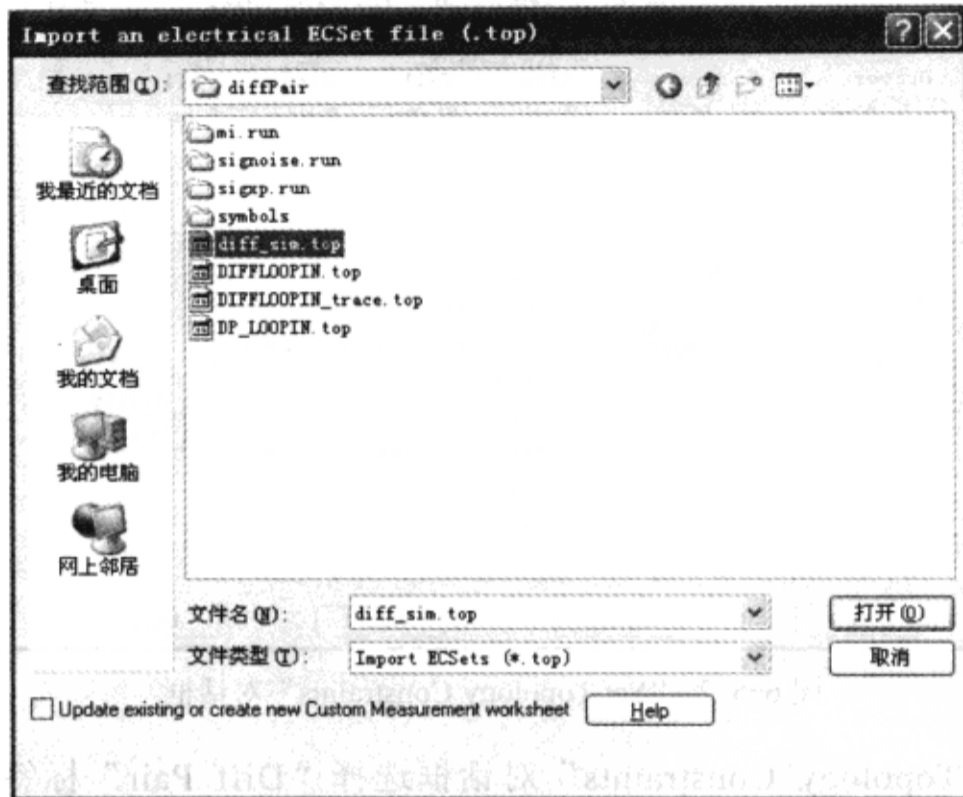 Import an electrical ECSet file (.top)
查找范围(I):
diffPair
我最近的文档
桌面
我的文档
我的电脑
网上邻居
mi.run
signoise.run
sigxp.run
symbols
diff_sim.top
DIFFLOOPIN.top
DIFFLOOPIN_trace.top
DP_LOOPIN.top
文件名(N):
diff_sim.top
打开(O)
文件类型(T):
Import ECSets (*.top)
取消
Update existing or create new Custom Measurement worksheet
Help